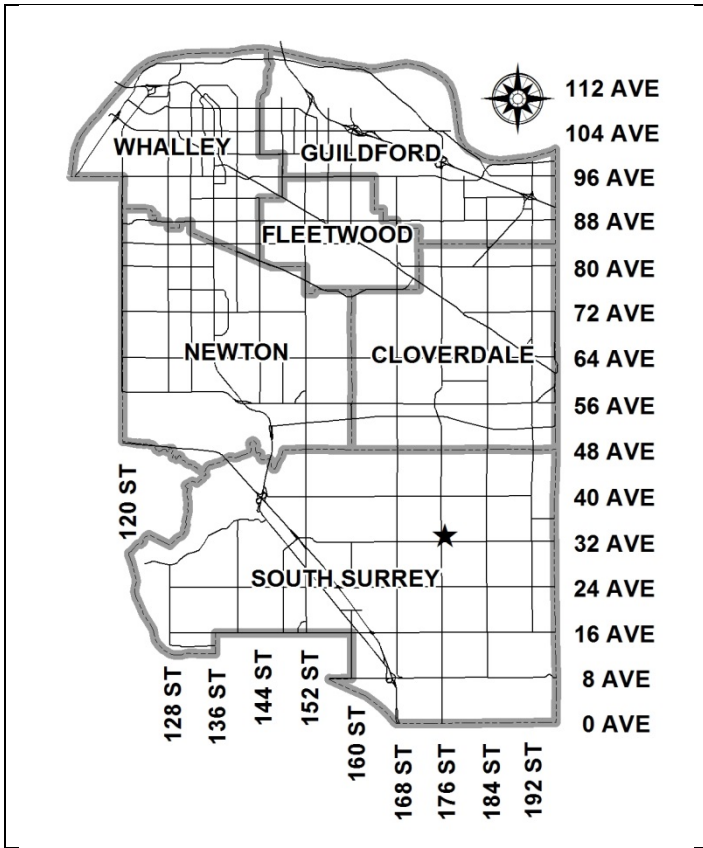 112 AVE
104 AVE
WHALLEY
GUILDFORD
96 AVE
88 AVE
FLEETWOOD
80 AVE
72 AVE
NEWTON
CLOVERDALE
64 AVE
56 AVE
48 AVE
120 ST
40 AVE
32 AVE
SOUTH SURREY
24 AVE
16 AVE
8 AVE
0 AVE
128 ST
136 ST
144 ST
152 ST
160 ST
168 ST
176 ST
184 ST
192 ST